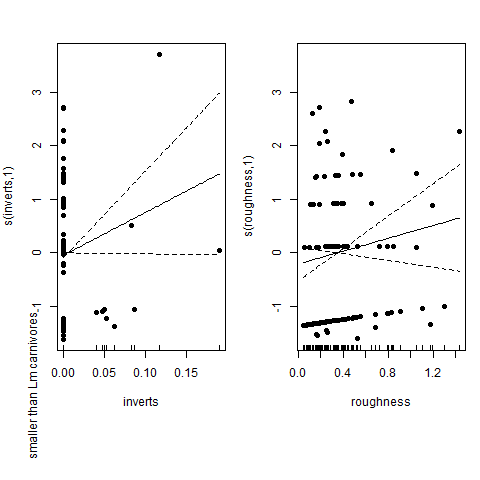 s(inverts,1)
smaller than Lm carnivores
-1 0 1 2 3
0.00 0.05 0.10 0.15
inverts
s(roughness,1)
-1 0 1 2 3
0.0 0.4 0.8 1.2
roughness